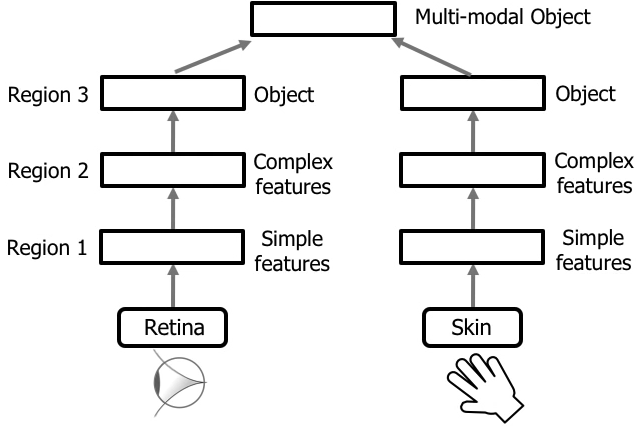 Multi-modal Object
Region 3
Object
Object
Region 2
Complex
features
Complex
features
Region 1
Simple
features
Simple
features
Retina
Skin